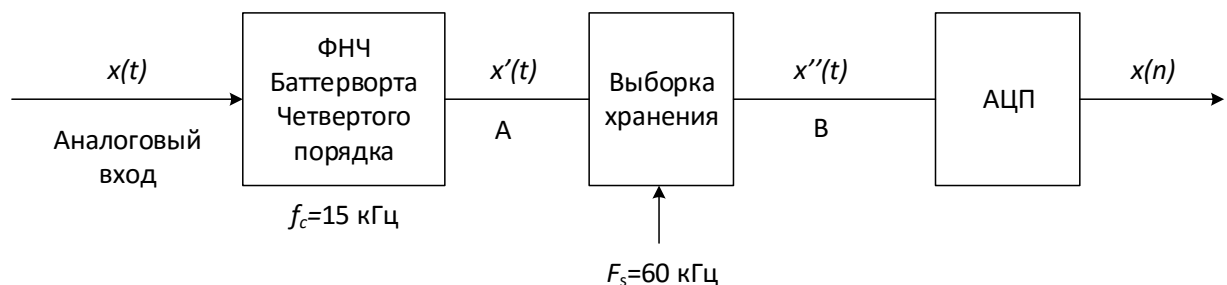 x(t)
Аналоговый
вход
ФНЧ
Баттерворта
Четвертого
порядка
fc=15 кГц
x’(t)
A
Выборка
хранения
Fs=60 кГц
x’’(t)
B
АЦП
x(n)